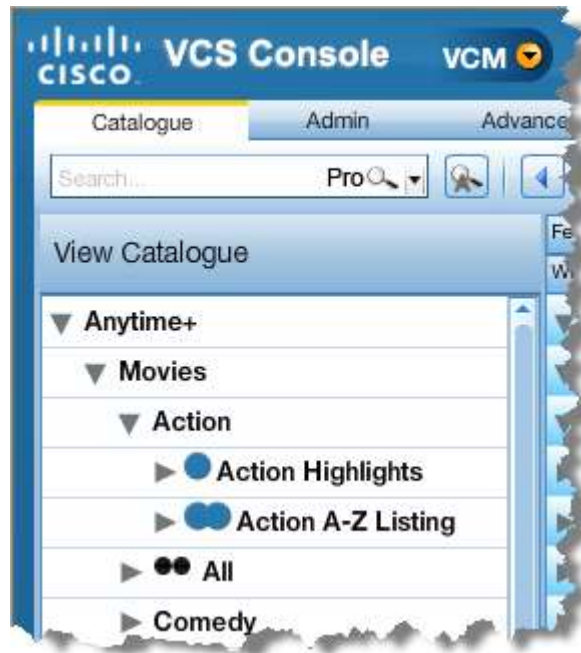 CISCO VCS Console VCM
Catalogue Admin Advance
Search... Pro
View Catalogue
Fe
Anytime+
Movies
Action
Action Highlights
Action A-Z Listing
All
Comedy